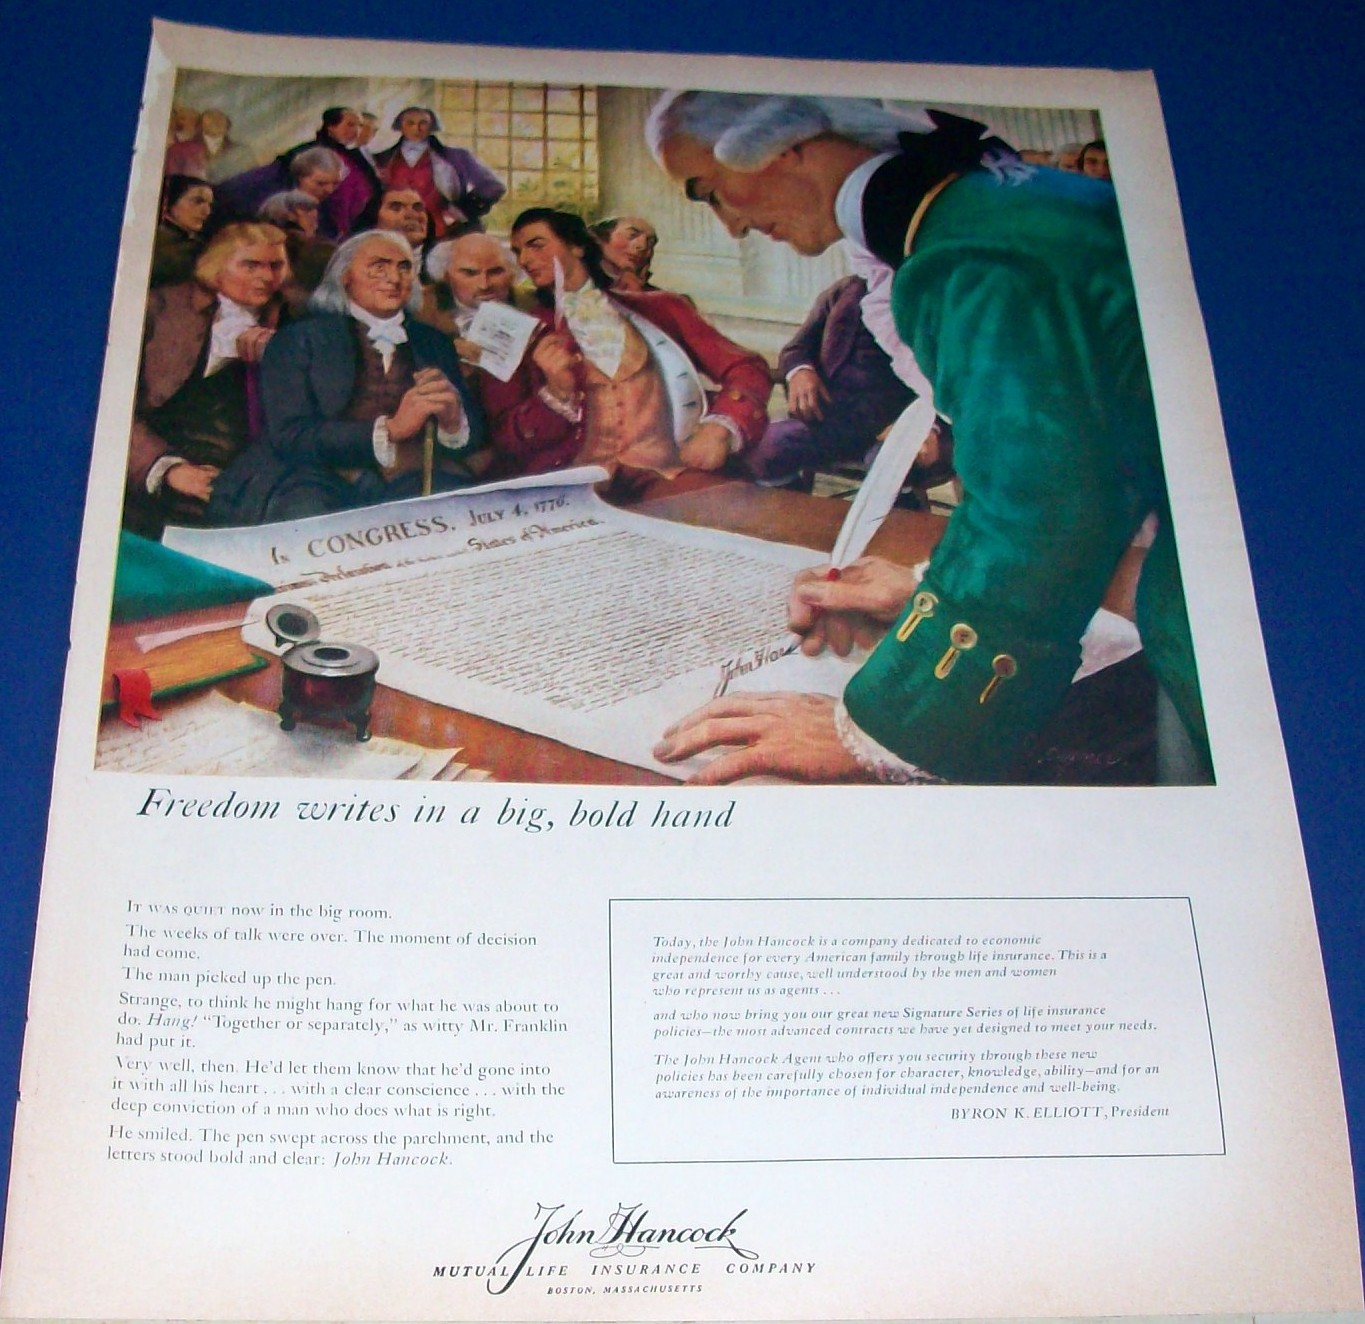 In CONGRESS, JULY 4, 1776.
Declaration of the States of America.
John Han
Freedom writes in a big, bold hand
IT WAS QUIET now in the big room.
The weeks of talk were over. The moment of decision
had come.
The man picked up the pen.
Strange, to think he might hang for what he was about to
do. Hang! “Together or separately,” as witty Mr. Franklin
had put it.
Very well, then. He’d let them know that he’d gone into
it with all his heart . . . with a clear conscience . . . with the
deep conviction of a man who does what is right.
He smiled. The pen swept across the parchment, and the
letters stood bold and clear: John Hancock.
Today, the John Hancock is a company dedicated to economic
independence for every American family through life insurance. This is a
great and worthy cause, well understood by the men and women
who represent us as agents . . .
and who now bring you our great new Signature Series of life insurance
policies—the most advanced contracts we have yet designed to meet your needs.
The John Hancock Agent who offers you security through these new
policies has been carefully chosen for character, knowledge, ability—and for an
awareness of the importance of individual independence and well-being.
BYRON K. ELLIOTT, President
John Hancock
MUTUAL LIFE INSURANCE COMPANY
BOSTON, MASSACHUSETTS